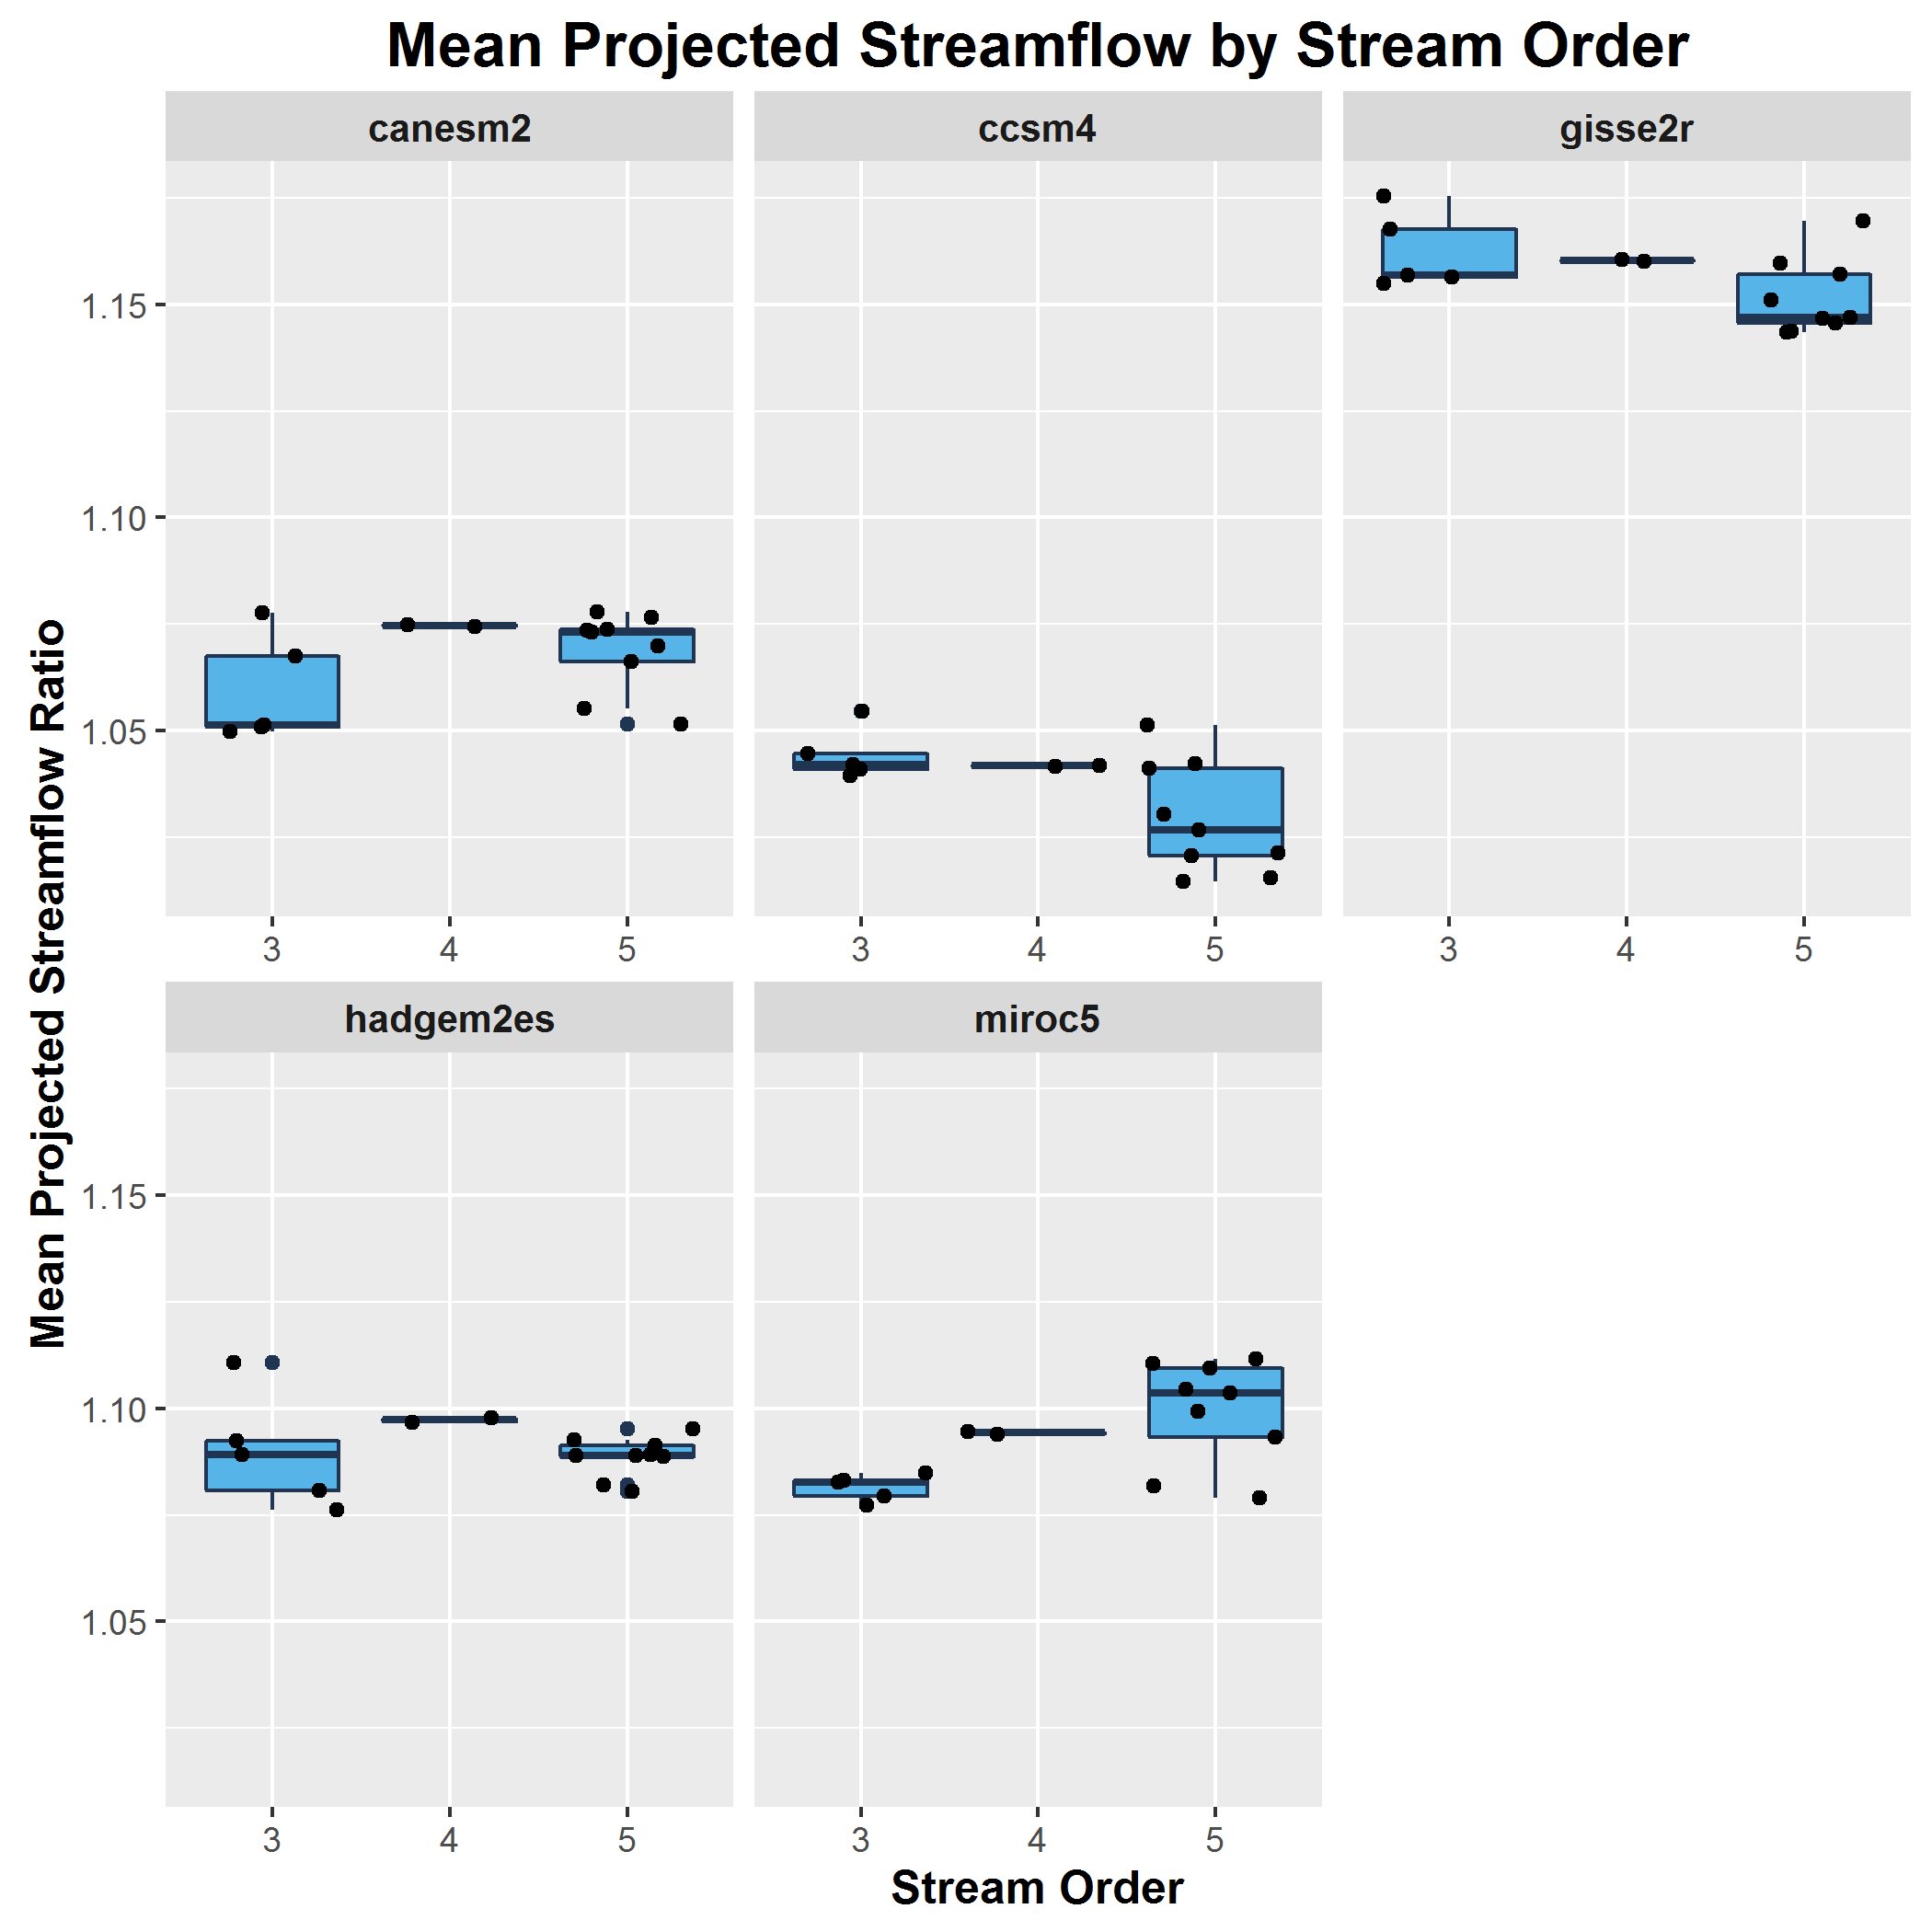 Mean Projected Streamflow by Stream Order
canesm2
ccsm4
gisse2r
Mean Projected Streamflow Ratio
1.15
1.10
1.05
3 4 5
3 4 5
3 4 5
hadgem2es
miroc5
1.15
1.10
1.05
3 4 5
3 4 5
Stream Order